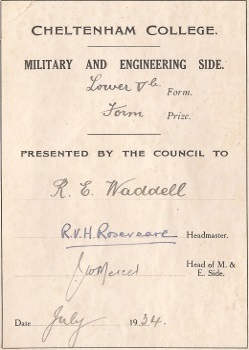 CHELTENHAM COLLEGE.
MILITARY AND ENGINEERING SIDE.
Lower Vb Form.
Form Prize.
PRESENTED BY THE COUNCIL TO
R. E. Waddell
R.V.H. Roseveare Headmaster.
Head of M. &
E. Side.
Date July 1934.